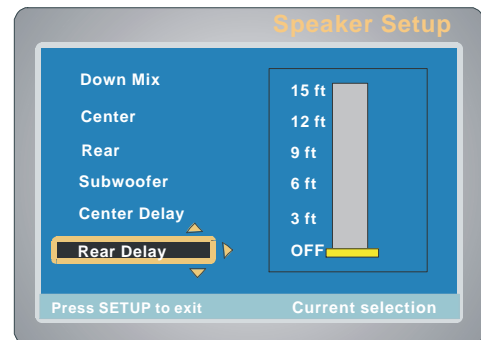 Speaker Setup
Down Mix
Center
Rear
Subwoofer
Center Delay
Rear Delay
15 ft
12 ft
9 ft
6 ft
3 ft
OFF
Press SETUP to exit
Current selection